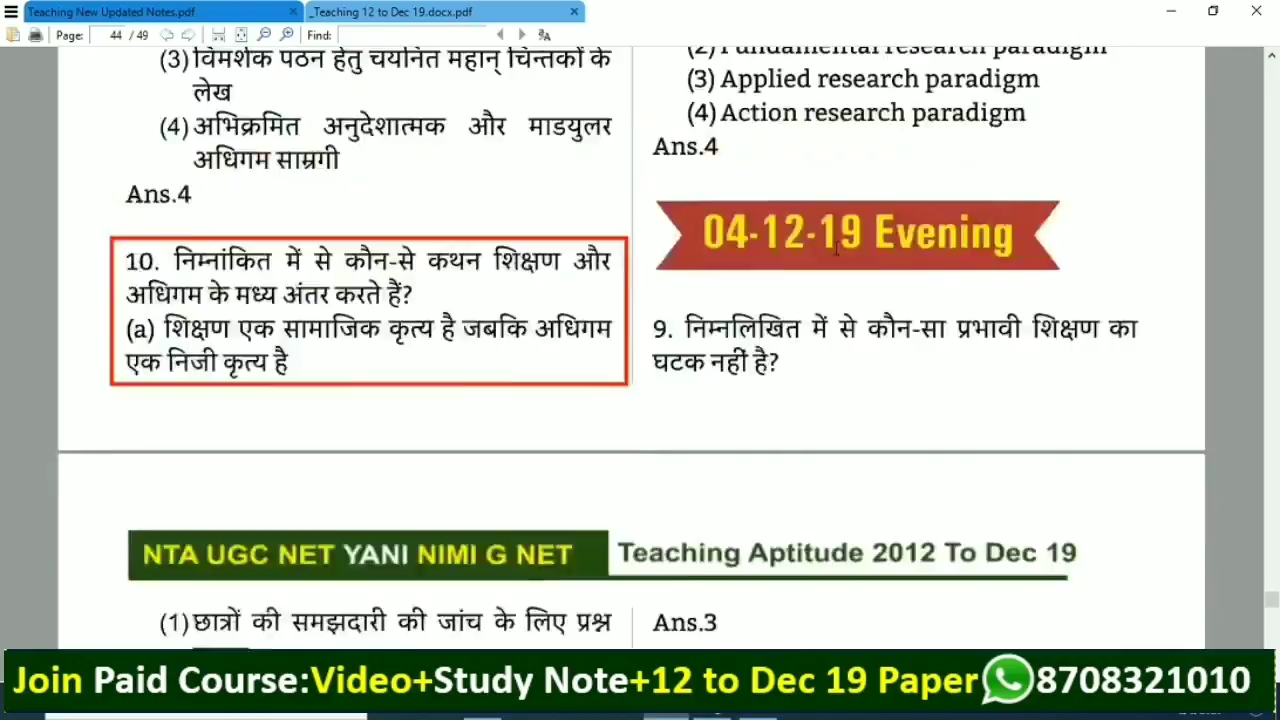 Teaching New Updated Notes.pdf
_Teaching 12 to Dec 19.docx.pdf
Page: 44 / 49 Find:
(3) विमर्शक पठन हेतु चयनित महान् चिन्तकों के
लेख
(4) अभिक्रमित अनुदेशात्मक और माडयुलर
अधिगम साम्रगी
Ans.4
10. निम्नांकित में से कौन-से कथन शिक्षण और
अधिगम के मध्य अंतर करते हैं?
(a) शिक्षण एक सामाजिक कृत्य है जबकि अधिगम
एक निजी कृत्य है
(2) Fundamental research paradigm
(3) Applied research paradigm
(4) Action research paradigm
Ans.4
04-12-19 Evening
9. निम्नलिखित में से कौन-सा प्रभावी शिक्षण का
घटक नहीं है?
NTA UGC NET YANI NIMI G NET
Teaching Aptitude 2012 To Dec 19
(1) छात्रों की समझदारी की जांच के लिए प्रश्न
Ans.3
Join Paid Course:Video+Study Note+12 to Dec 19 Paper 8708321010